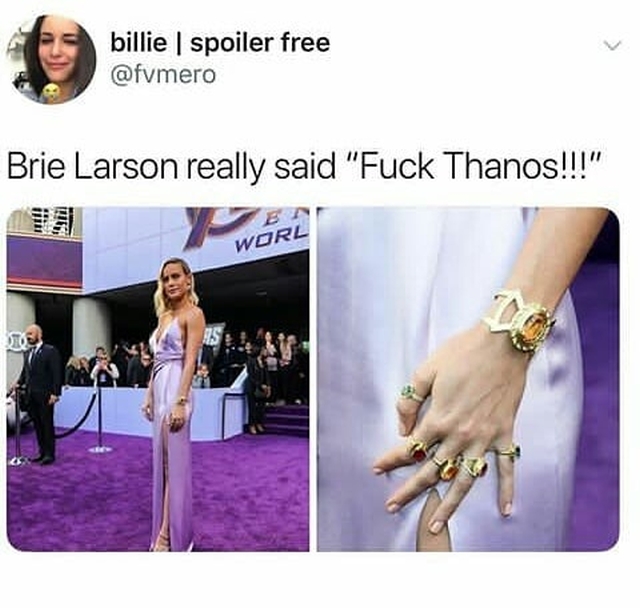 billie | spoiler free
@fvmero
Brie Larson really said "Fuck Thanos!!!"
WORL